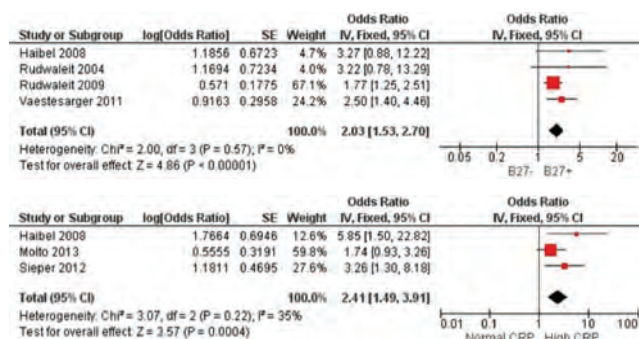 Odds Ratio Odds Ratio
Study or Subgroup log[Odds Ratio] SE Weight IV, Fixed, 95% CI IV, Fixed, 95% CI
Haibel 2008 1.1856 0.6723 4.7% 3.27 [0.88, 12.22]
Rudwaleit 2004 1.1694 0.7234 4.0% 3.22 [0.78, 13.29]
Rudwaleit 2009 0.571 0.1775 67.1% 1.77 [1.25, 2.51]
Vaestesarger 2011 0.9163 0.2958 24.2% 2.50 [1.40, 4.46]
Total (95% CI) 100.0% 2.03 [1.53, 2.70]
Heterogeneity: Chi² = 2.00, df = 3 (P = 0.57); I² = 0%
Test for overall effect: Z = 4.86 (P < 0.00001)
0.05 0.2 1 5 20
B27- B27+
Odds Ratio Odds Ratio
Study or Subgroup log[Odds Ratio] SE Weight IV, Fixed, 95% CI IV, Fixed, 95% CI
Haibel 2008 1.7664 0.6946 12.6% 5.85 [1.50, 22.82]
Molto 2013 0.5555 0.3191 59.8% 1.74 [0.93, 3.26]
Sieper 2012 1.1811 0.4695 27.6% 3.26 [1.30, 8.18]
Total (95% CI) 100.0% 2.41 [1.49, 3.91]
Heterogeneity: Chi² = 3.07, df = 2 (P = 0.22); I² = 35%
Test for overall effect: Z = 3.57 (P = 0.0004)
0.01 0.1 1 10 100
Normal CRP High CRP